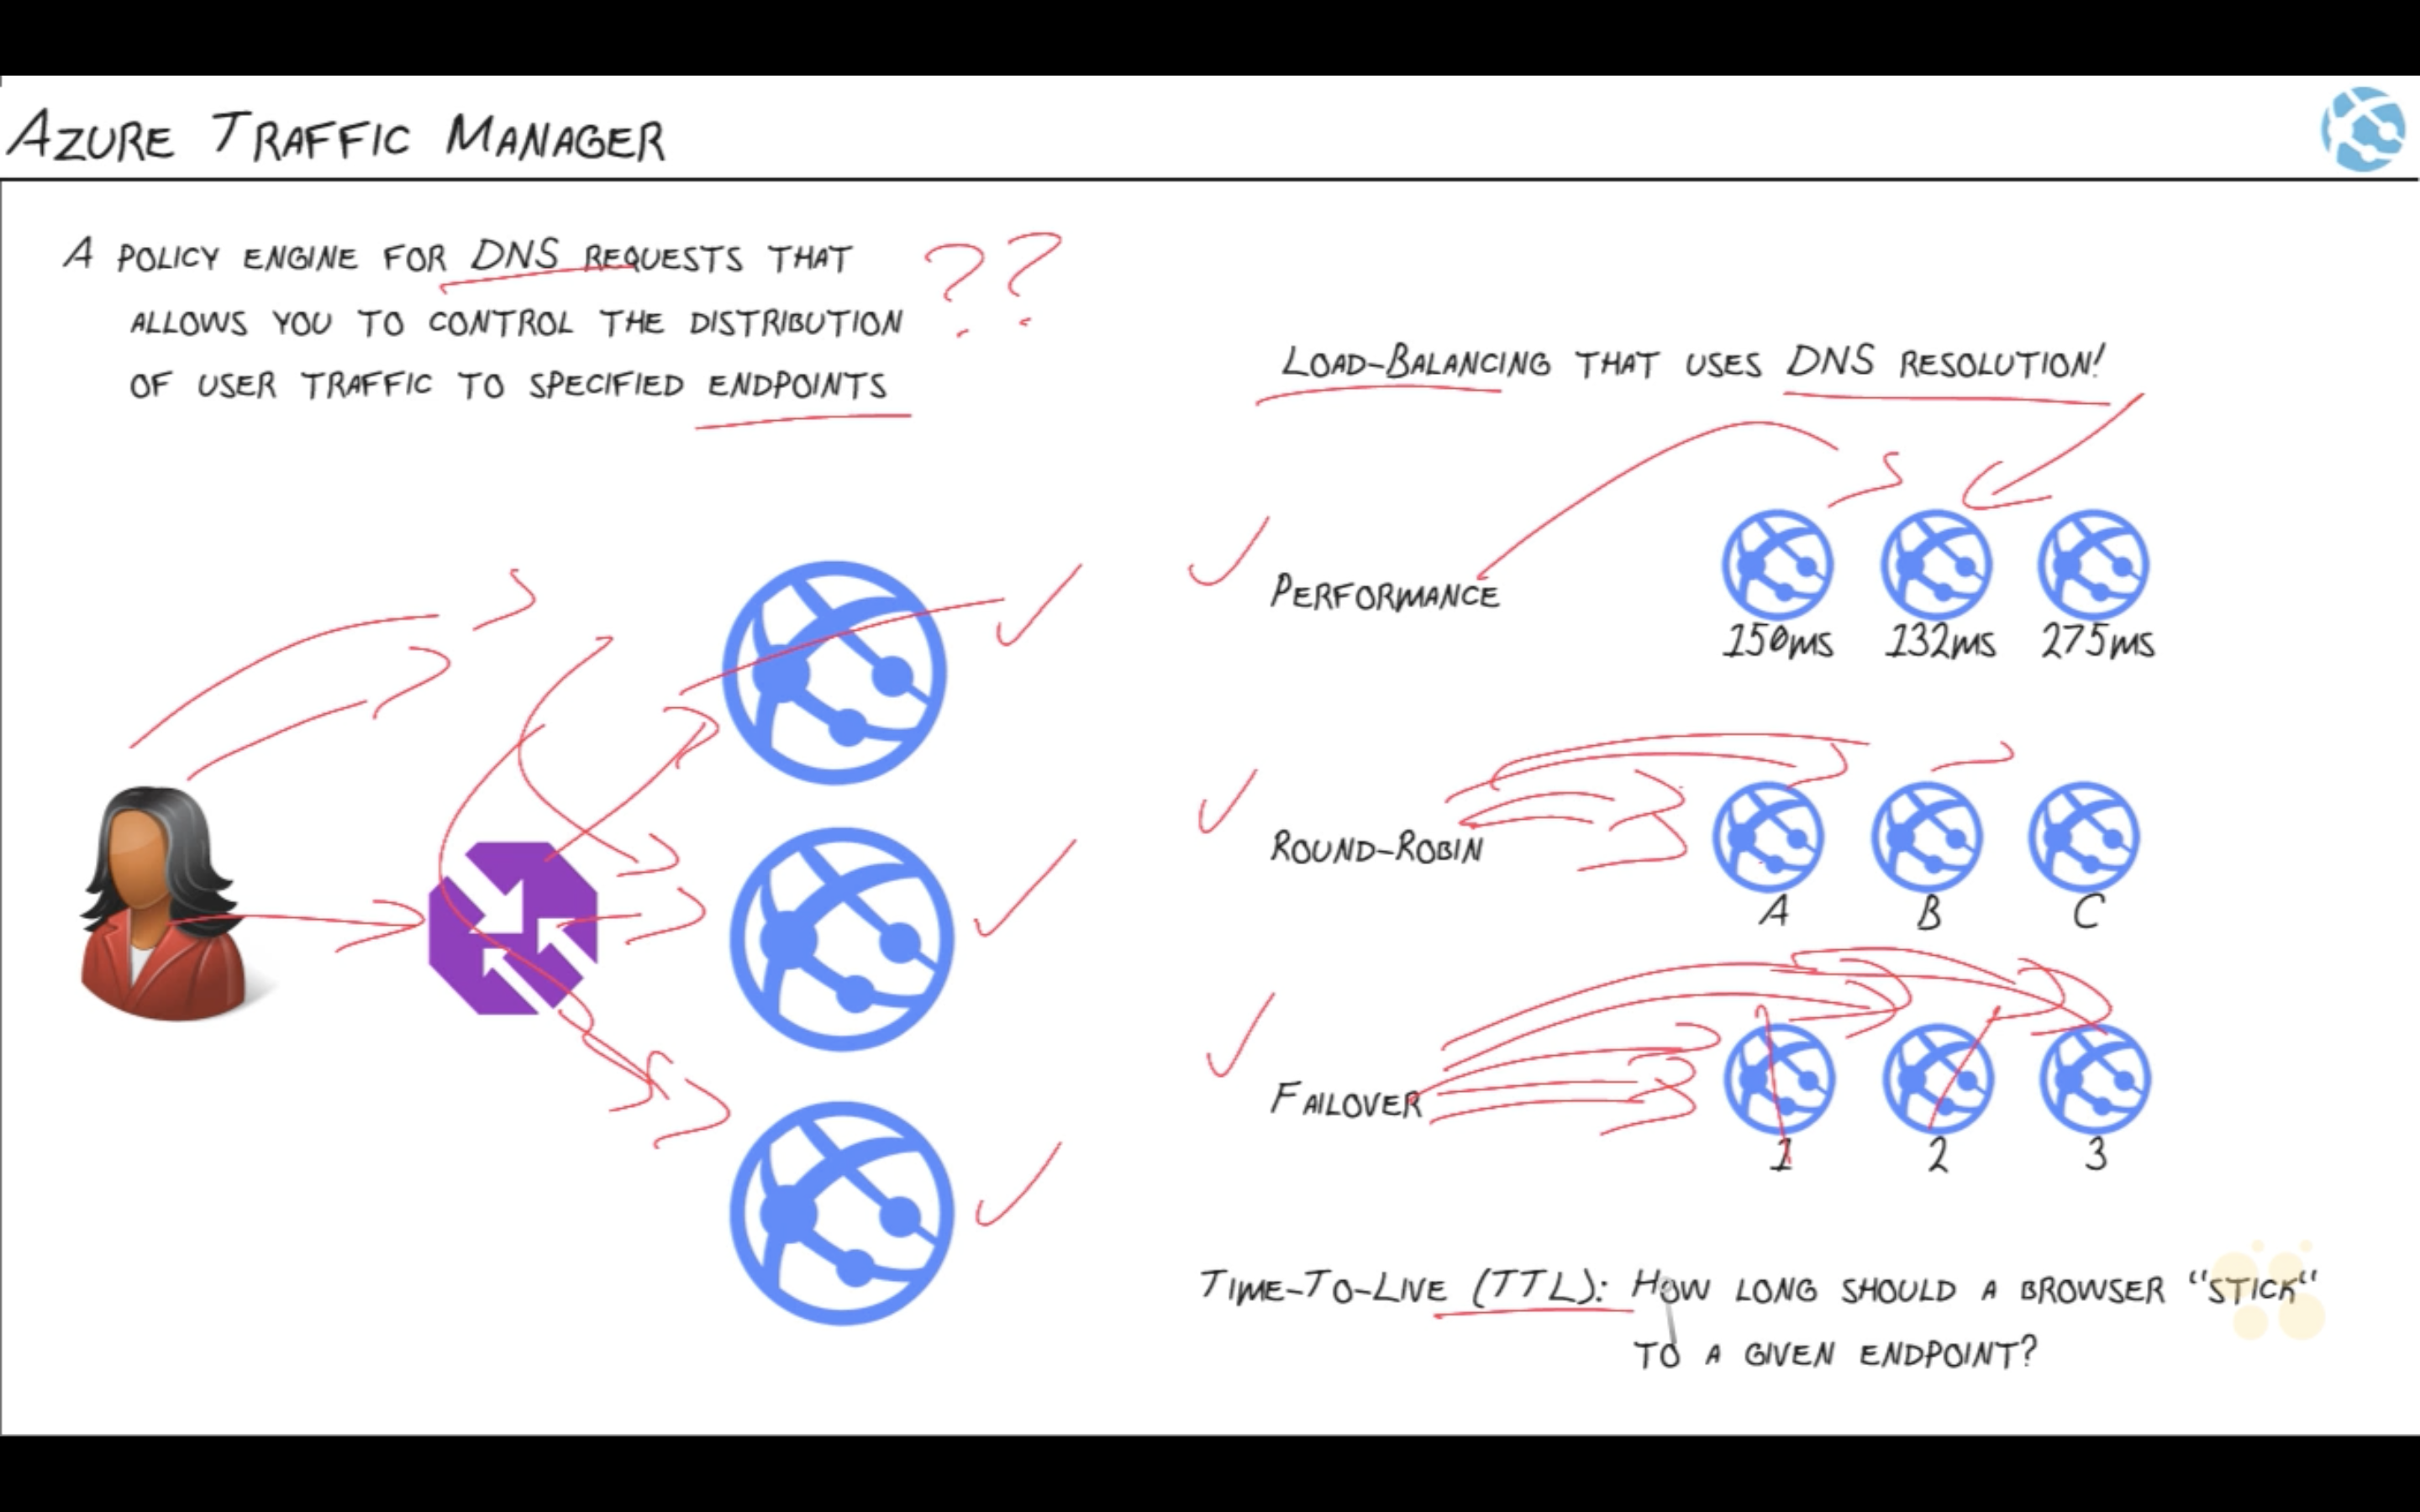 Azure Traffic Manager
A policy engine for DNS requests that ??
allows you to control the distribution
of user traffic to specified endpoints
Load-Balancing that uses DNS resolution!
Performance
150ms 132ms 275ms
Round-Robin
A B C
Failover
1 2 3
Time-To-Live (TTL): How long should a browser "stick"
to a given endpoint?